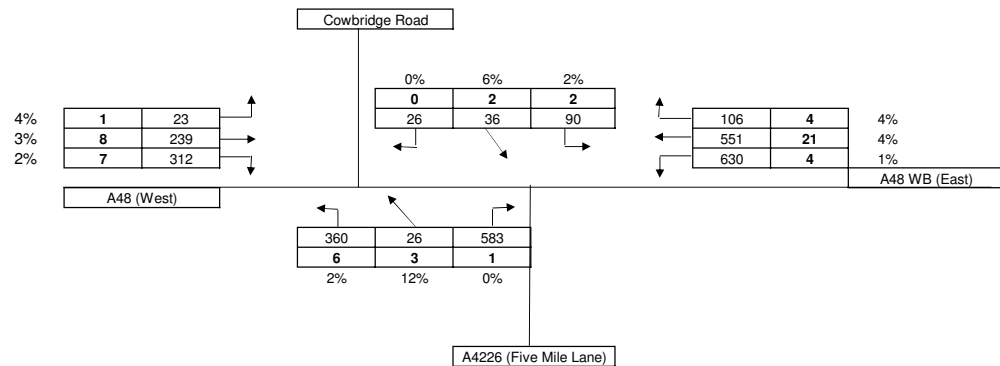 Cowbridge Road
0% 6% 2%
0 2 2
26 36 90
4% 1 23
3% 8 239
2% 7 312
106 4 4%
551 21 4%
630 4 1%
A48 WB (East)
A48 (West)
360 26 583
6 3 1
2% 12% 0%
A4226 (Five Mile Lane)